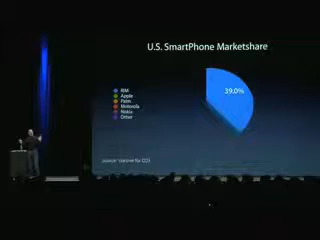 U.S. SmartPhone Marketshare
39.0%
RIM
Apple
Palm
Motorola
Nokia
Other